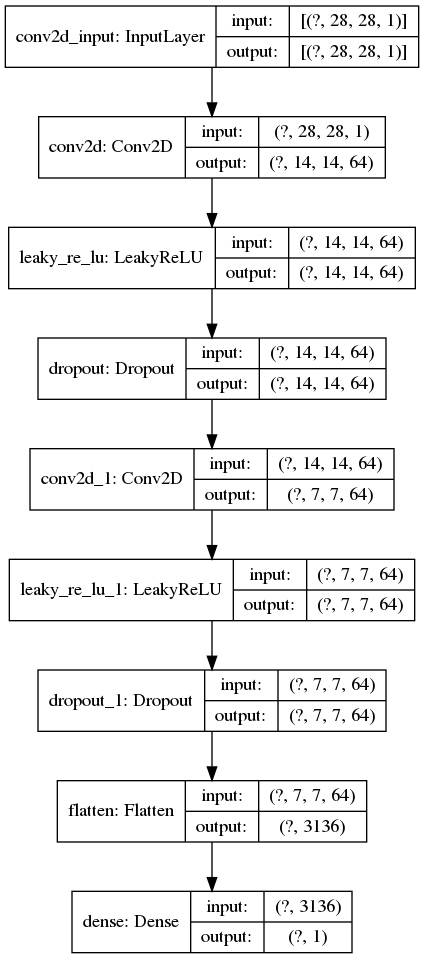 conv2d_input: InputLayer input: [(?, 28, 28, 1)]
output: [(?, 28, 28, 1)]
conv2d: Conv2D input: (?, 28, 28, 1)
output: (?, 14, 14, 64)
leaky_re_lu: LeakyReLU input: (?, 14, 14, 64)
output: (?, 14, 14, 64)
dropout: Dropout input: (?, 14, 14, 64)
output: (?, 14, 14, 64)
conv2d_1: Conv2D input: (?, 14, 14, 64)
output: (?, 7, 7, 64)
leaky_re_lu_1: LeakyReLU input: (?, 7, 7, 64)
output: (?, 7, 7, 64)
dropout_1: Dropout input: (?, 7, 7, 64)
output: (?, 7, 7, 64)
flatten: Flatten input: (?, 7, 7, 64)
output: (?, 3136)
dense: Dense input: (?, 3136)
output: (?, 1)